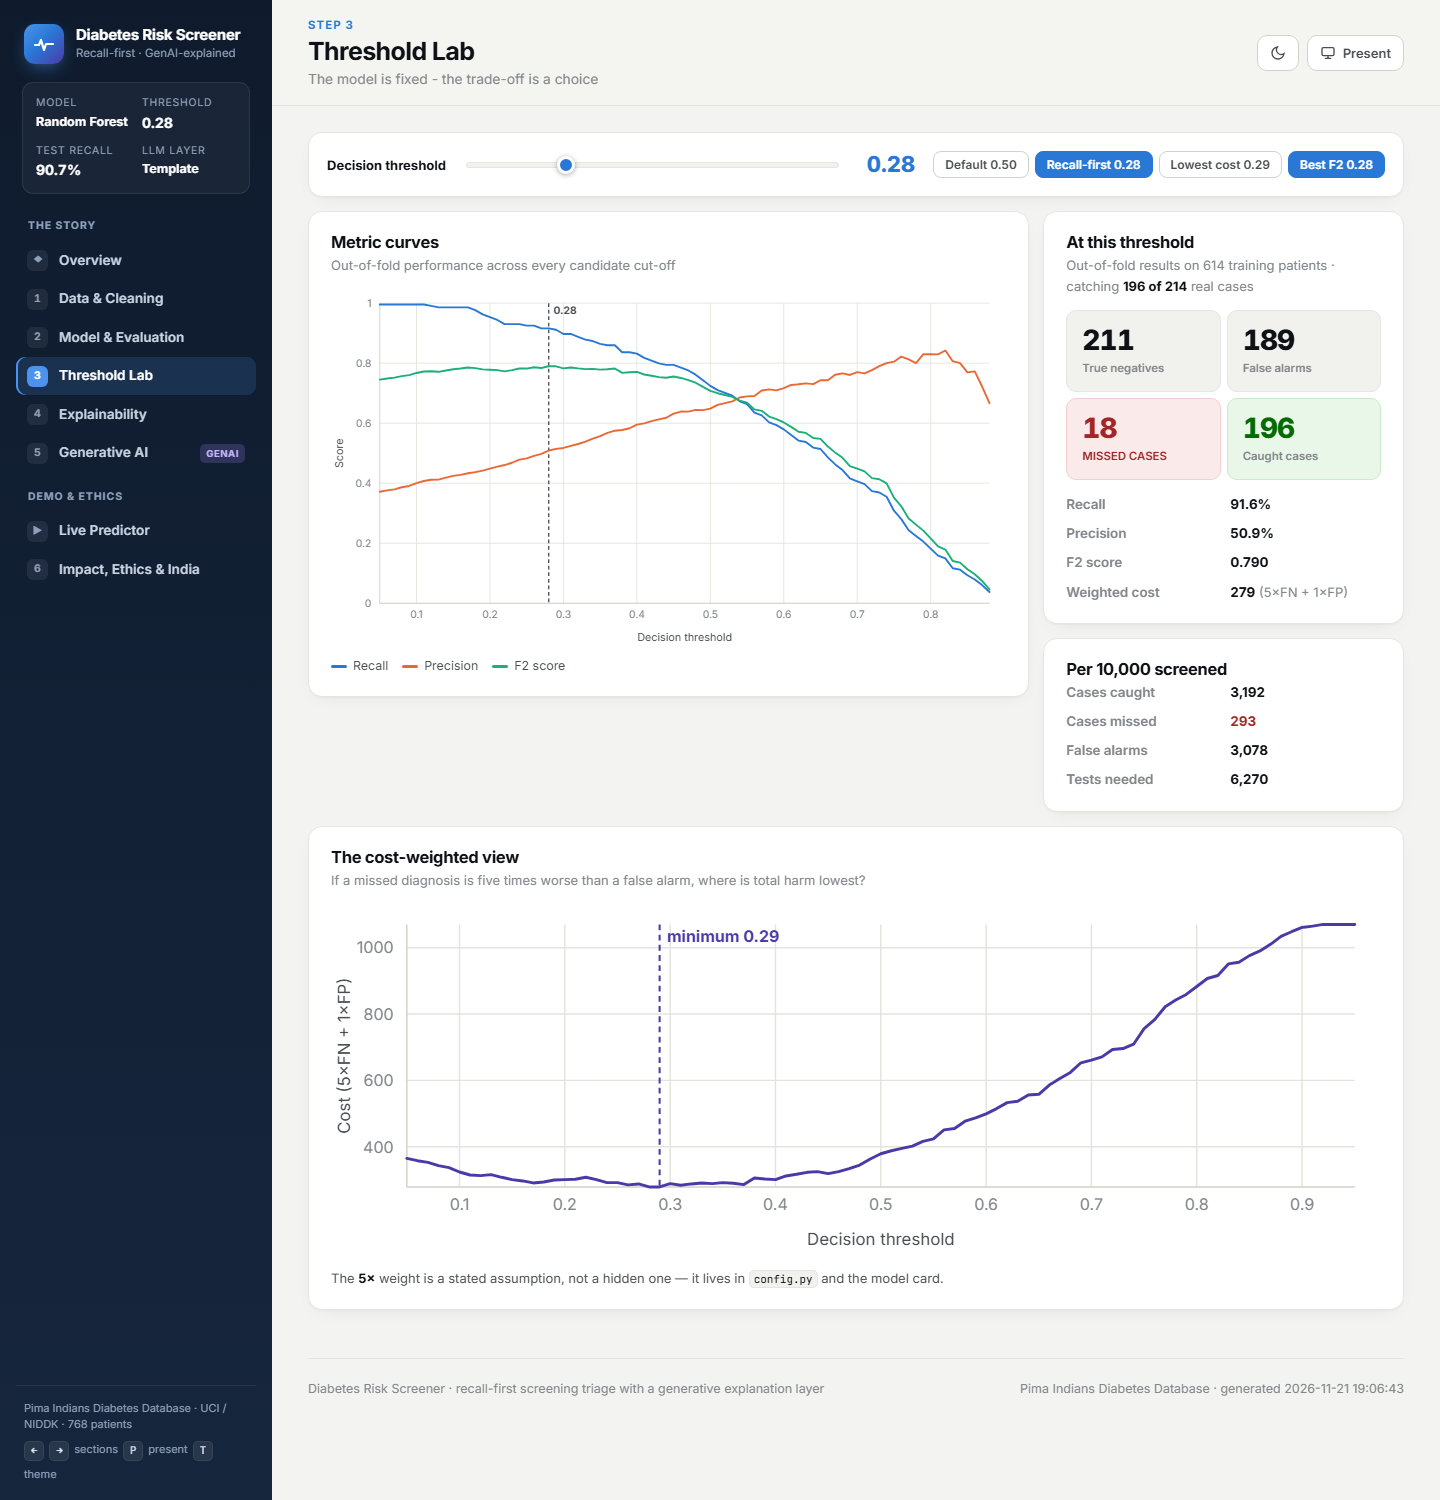 Diabetes Risk Screener
Recall-first · GenAI-explained
MODEL
Random Forest
THRESHOLD
0.28
TEST RECALL
90.7%
LLM LAYER
Template
THE STORY
Overview
1 Data & Cleaning
2 Model & Evaluation
3 Threshold Lab
4 Explainability
5 Generative AI GENAI
DEMO & ETHICS
Live Predictor
6 Impact, Ethics & India
Pima Indians Diabetes Database · UCI /
NIDDK · 768 patients
← → sections P present T
theme
STEP 3
Threshold Lab
The model is fixed - the trade-off is a choice
Present
Decision threshold
0.28
Default 0.50
Recall-first 0.28
Lowest cost 0.29
Best F2 0.28
Metric curves
Out-of-fold performance across every candidate cut-off
1
0.8
0.6
0.4
0.2
0
Score
0.28
0.1 0.2 0.3 0.4 0.5 0.6 0.7 0.8
Decision threshold
Recall Precision F2 score
At this threshold
Out-of-fold results on 614 training patients ·
catching 196 of 214 real cases
211
True negatives
189
False alarms
18
MISSED CASES
196
Caught cases
Recall 91.6%
Precision 50.9%
F2 score 0.790
Weighted cost 279 (5×FN + 1×FP)
Per 10,000 screened
Cases caught 3,192
Cases missed 293
False alarms 3,078
Tests needed 6,270
The cost-weighted view
If a missed diagnosis is five times worse than a false alarm, where is total harm lowest?
1000
800
600
400
Cost (5×FN + 1×FP)
minimum 0.29
0.1 0.2 0.3 0.4 0.5 0.6 0.7 0.8 0.9
Decision threshold
The 5× weight is a stated assumption, not a hidden one — it lives in config.py and the model card.
Diabetes Risk Screener · recall-first screening triage with a generative explanation layer
Pima Indians Diabetes Database · generated 2026-11-21 19:06:43